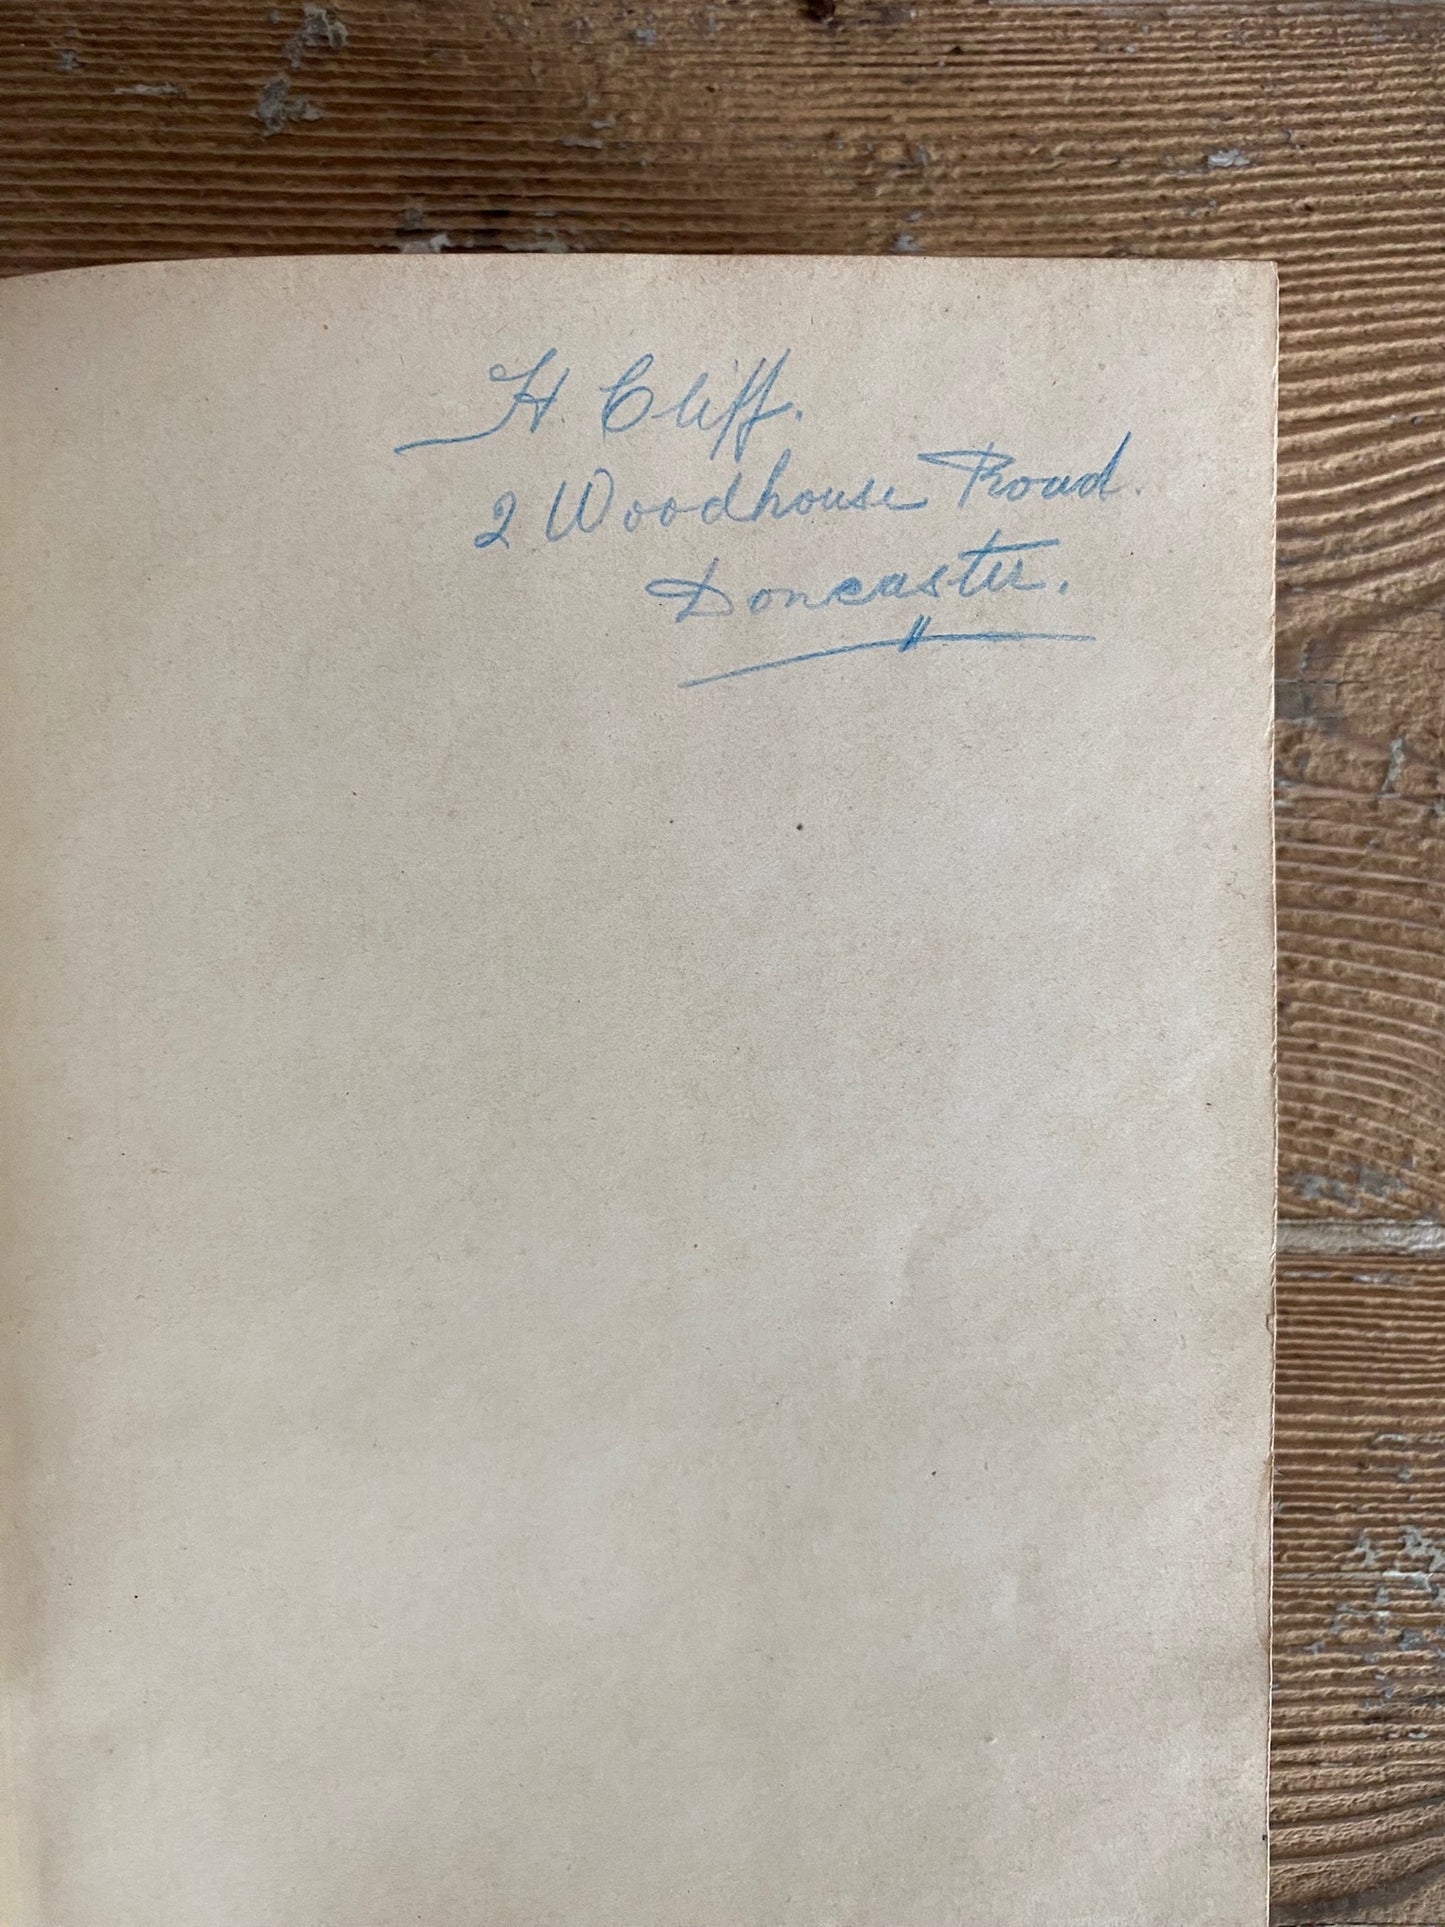 H. Cliff.
2 Woodhouse Road.
Doncaster.